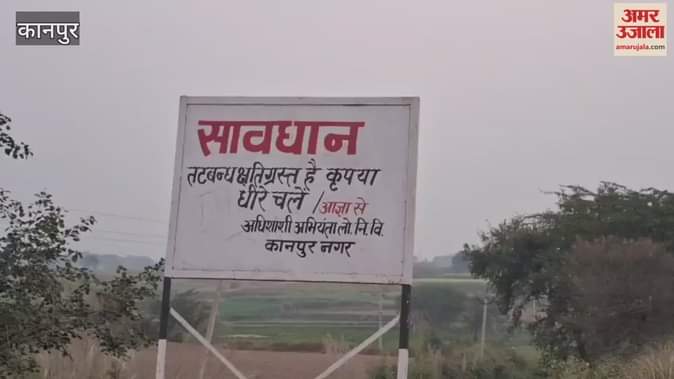 कानपुर
अमर
उजाला
amarujala.com
सावधान
तटबन्धक्षतिग्रस्त है कृपया
धीरे चलें / आज्ञा से
अधिशाशी अभियंता लो. नि. वि.
कानपुर नगर